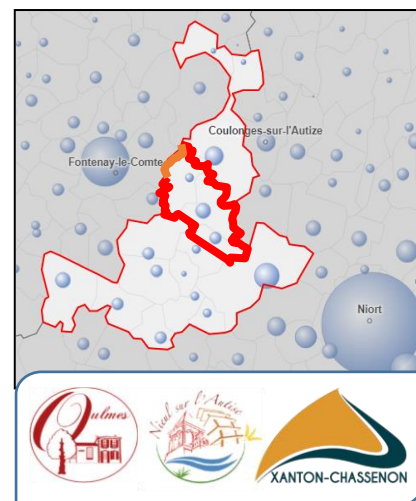 Coulonges-sur-l'Autize
Fontenay-le-Comte
Niort
Oulmes
Nieul sur l'Autise
XANTON-CHASSENON